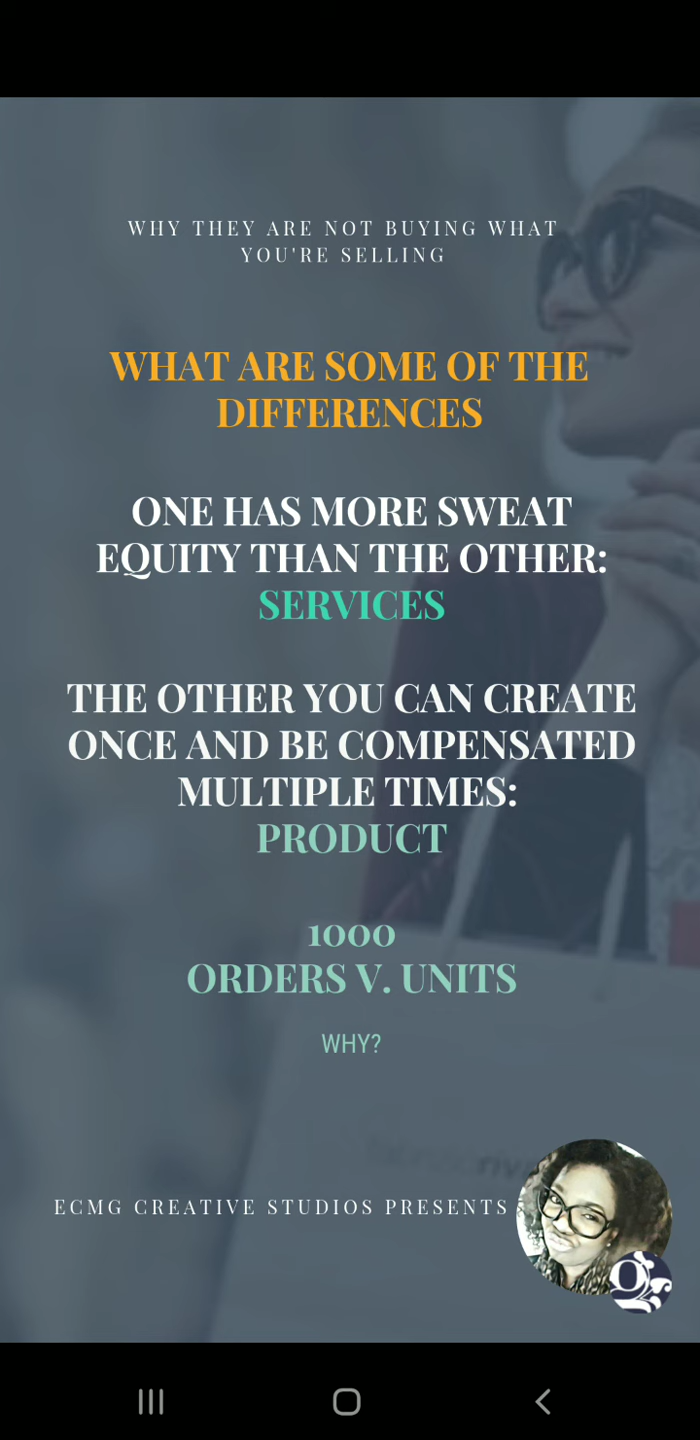 WHY THEY ARE NOT BUYING WHAT
YOU'RE SELLING
WHAT ARE SOME OF THE
DIFFERENCES
ONE HAS MORE SWEAT
EQUITY THAN THE OTHER:
SERVICES
THE OTHER YOU CAN CREATE
ONCE AND BE COMPENSATED
MULTIPLE TIMES:
PRODUCT
1000
ORDERS V. UNITS
WHY?
ECMG CREATIVE STUDIOS PRESENTS